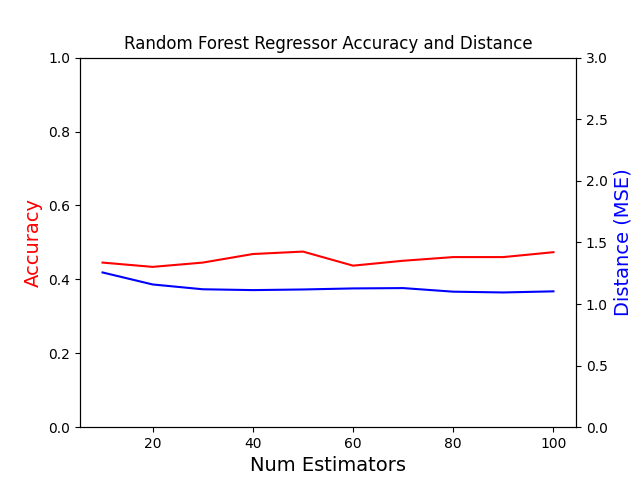 Random Forest Regressor Accuracy and Distance
1.0
0.8
0.6
0.4
0.2
0.0
Accuracy
3.0
2.5
2.0
1.5
1.0
0.5
0.0
Distance (MSE)
20 40 60 80 100
Num Estimators